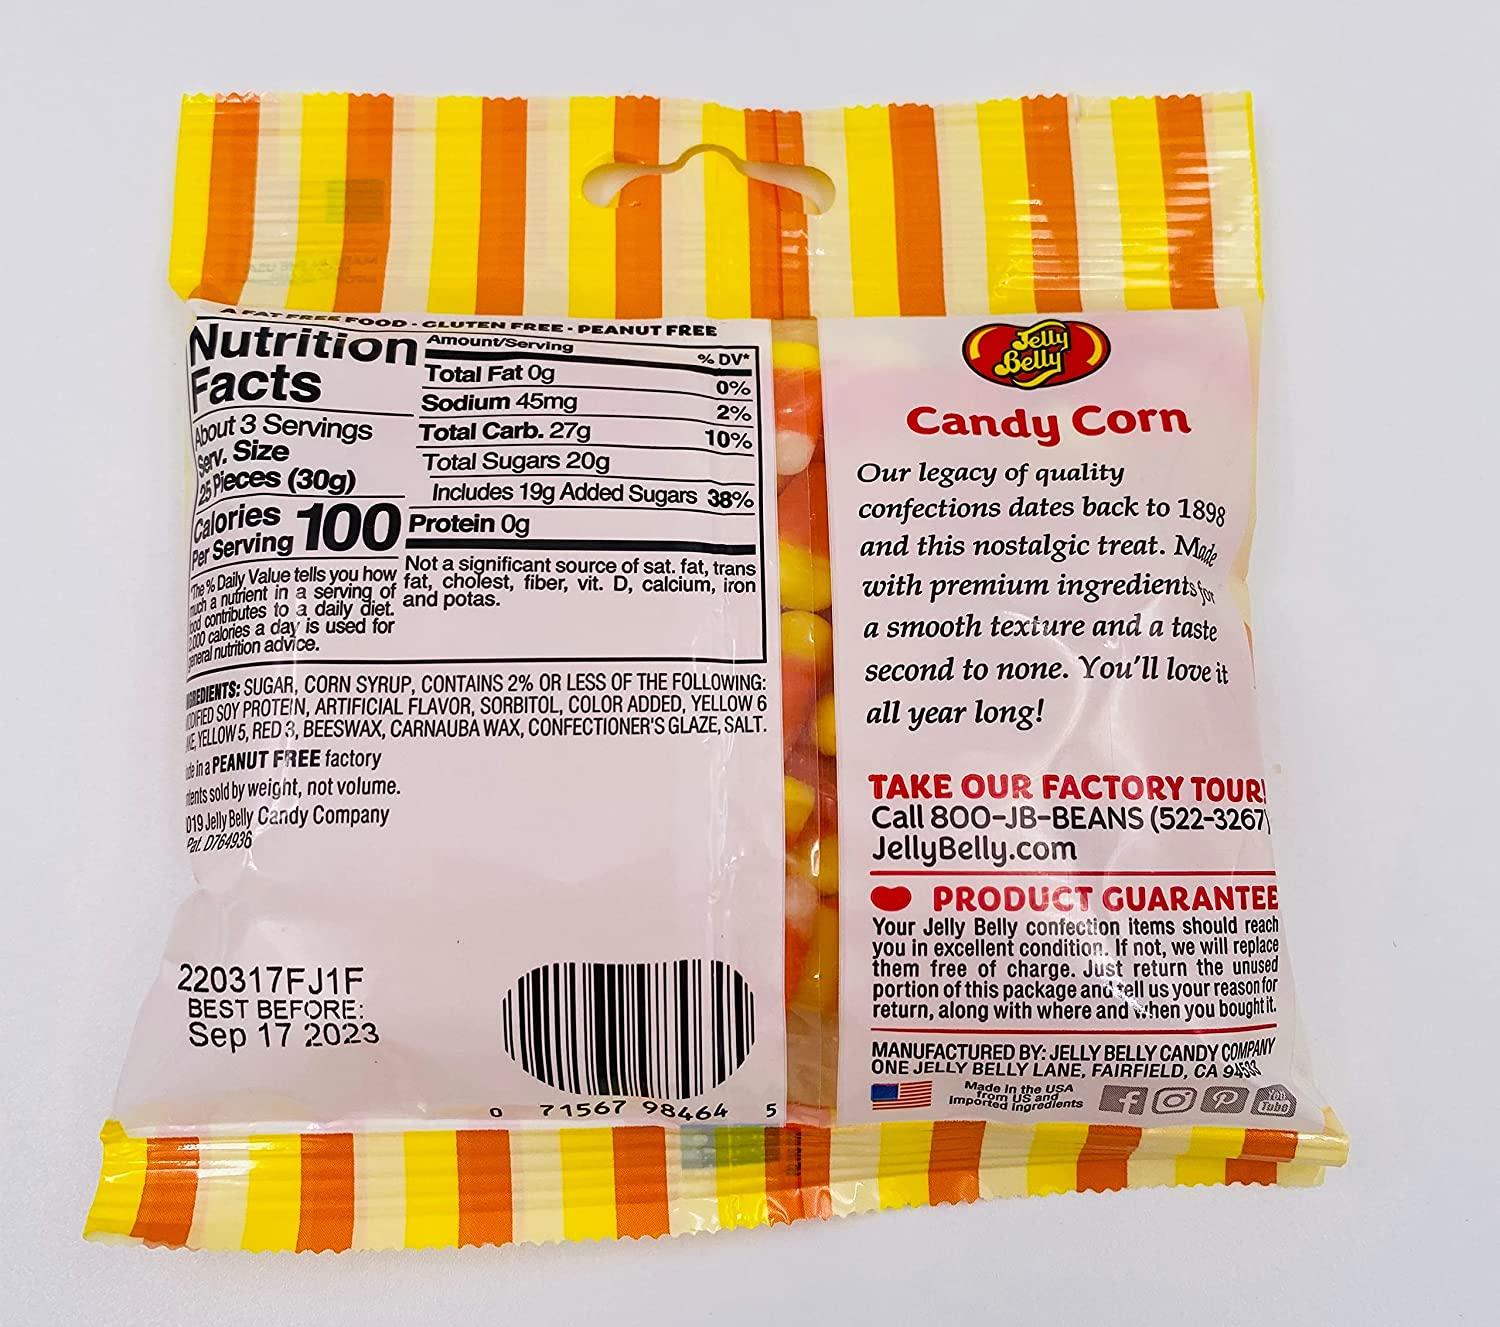 A FAT FREE FOOD - GLUTEN FREE - PEANUT FREE
Nutrition
Facts
About 3 Servings
Serv. Size
25 Pieces (30g)
Calories
Per Serving 100
*The % Daily Value tells you how
much a nutrient in a serving of
food contributes to a daily diet.
2,000 calories a day is used for
general nutrition advice.
Amount/Serving
% DV*
Total Fat 0g 0%
Sodium 45mg 2%
Total Carb. 27g 10%
Total Sugars 20g
Includes 19g Added Sugars 38%
Protein 0g
Not a significant source of sat. fat, trans
fat, cholest, fiber, vit. D, calcium, iron
and potas.
INGREDIENTS: SUGAR, CORN SYRUP, CONTAINS 2% OR LESS OF THE FOLLOWING:
MODIFIED SOY PROTEIN, ARTIFICIAL FLAVOR, SORBITOL, COLOR ADDED, YELLOW 6
YELLOW 5, RED 3, BEESWAX, CARNAUBA WAX, CONFECTIONER'S GLAZE, SALT.
in a PEANUT FREE factory
sold by weight, not volume.
Jelly Belly Candy Company
Pat. D764936
220317FJ1F
BEST BEFORE:
Sep 17 2023
0 71567 98464 5
Jelly
Belly
Candy Corn
Our legacy of quality
confections dates back to 1898
and this nostalgic treat. Made
with premium ingredients for
a smooth texture and a taste
second to none. You'll love it
all year long!
TAKE OUR FACTORY TOUR!
Call 800-JB-BEANS (522-3267)
JellyBelly.com
PRODUCT GUARANTEE
Your Jelly Belly confection items should reach
you in excellent condition. If not, we will replace
them free of charge. Just return the unused
portion of this package and tell us your reason for
return, along with where and when you bought it.
MANUFACTURED BY: JELLY BELLY CANDY COMPANY
ONE JELLY BELLY LANE, FAIRFIELD, CA 94533
Made in the USA
from US and
imported ingredients
You
Tube